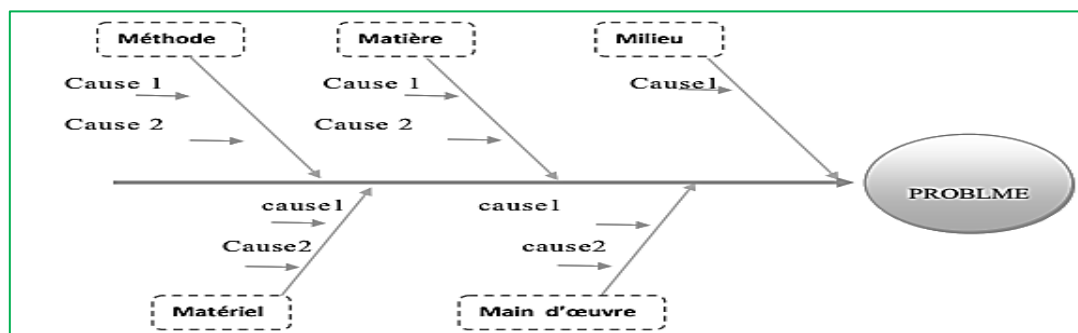 Méthode
Matière
Milieu
Cause 1
Cause 1
Cause1
Cause 2
Cause 2
PROBLME
cause1
cause1
Cause2
cause2
Matériel
Main d'œuvre